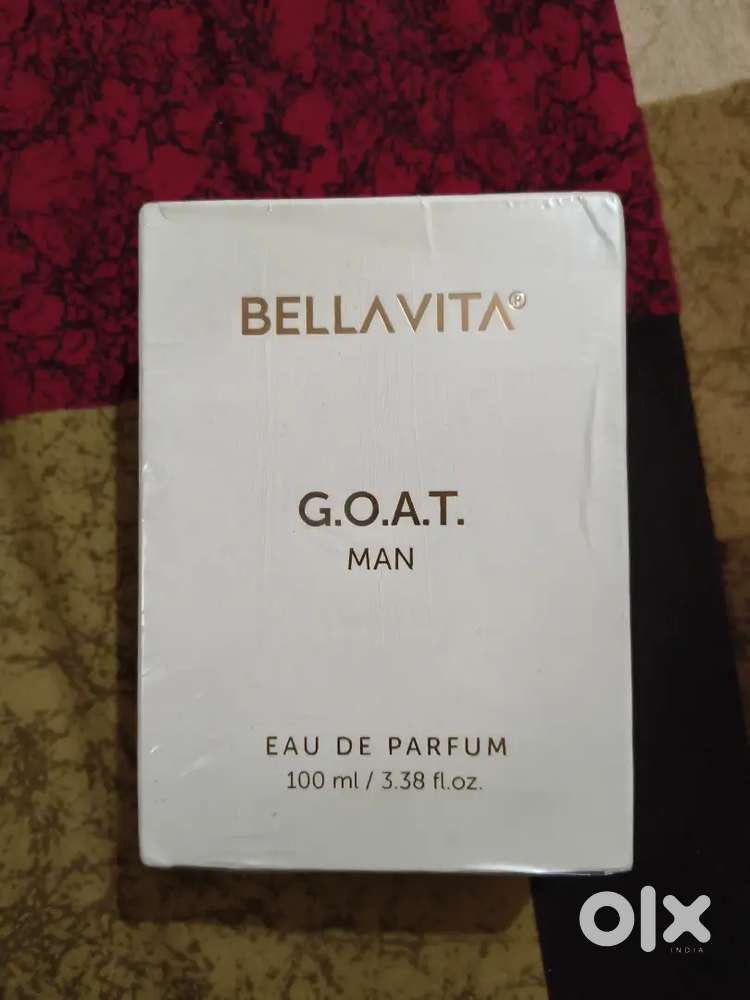 BELLAVITA®
G.O.A.T.
MAN
EAU DE PARFUM
100 ml / 3.38 fl.oz.
olx
INDIA